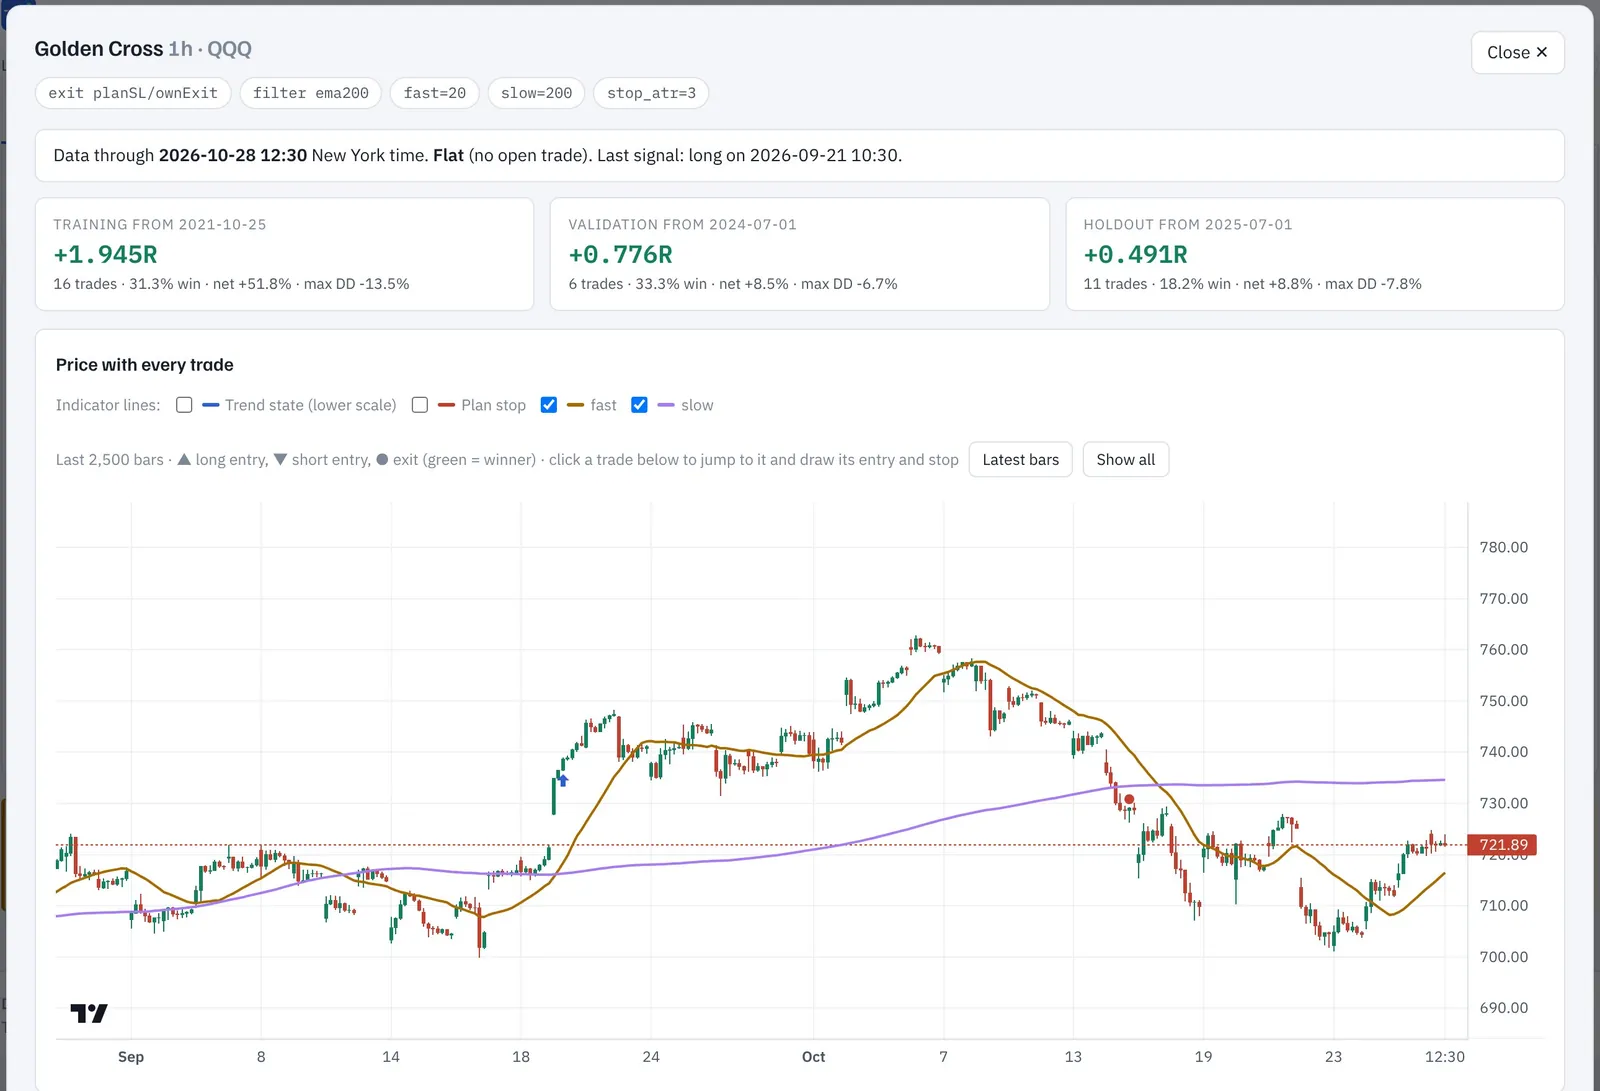 Golden Cross 1h · QQQ
Close ✕
exit planSL/ownExit
filter ema200
fast=20
slow=200
stop_atr=3
Data through 2026-10-28 12:30 New York time. Flat (no open trade). Last signal: long on 2026-09-21 10:30.
TRAINING FROM 2021-10-25
+1.945R
16 trades · 31.3% win · net +51.8% · max DD -13.5%
VALIDATION FROM 2024-07-01
+0.776R
6 trades · 33.3% win · net +8.5% · max DD -6.7%
HOLDOUT FROM 2025-07-01
+0.491R
11 trades · 18.2% win · net +8.8% · max DD -7.8%
Price with every trade
Indicator lines: Trend state (lower scale) Plan stop fast slow
Last 2,500 bars · ▲ long entry, ▼ short entry, ● exit (green = winner) · click a trade below to jump to it and draw its entry and stop
Latest bars
Show all
780.00
770.00
760.00
750.00
740.00
730.00
721.89
720.00
710.00
700.00
690.00
Sep 8 14 18 24 Oct 7 13 19 23 12:30